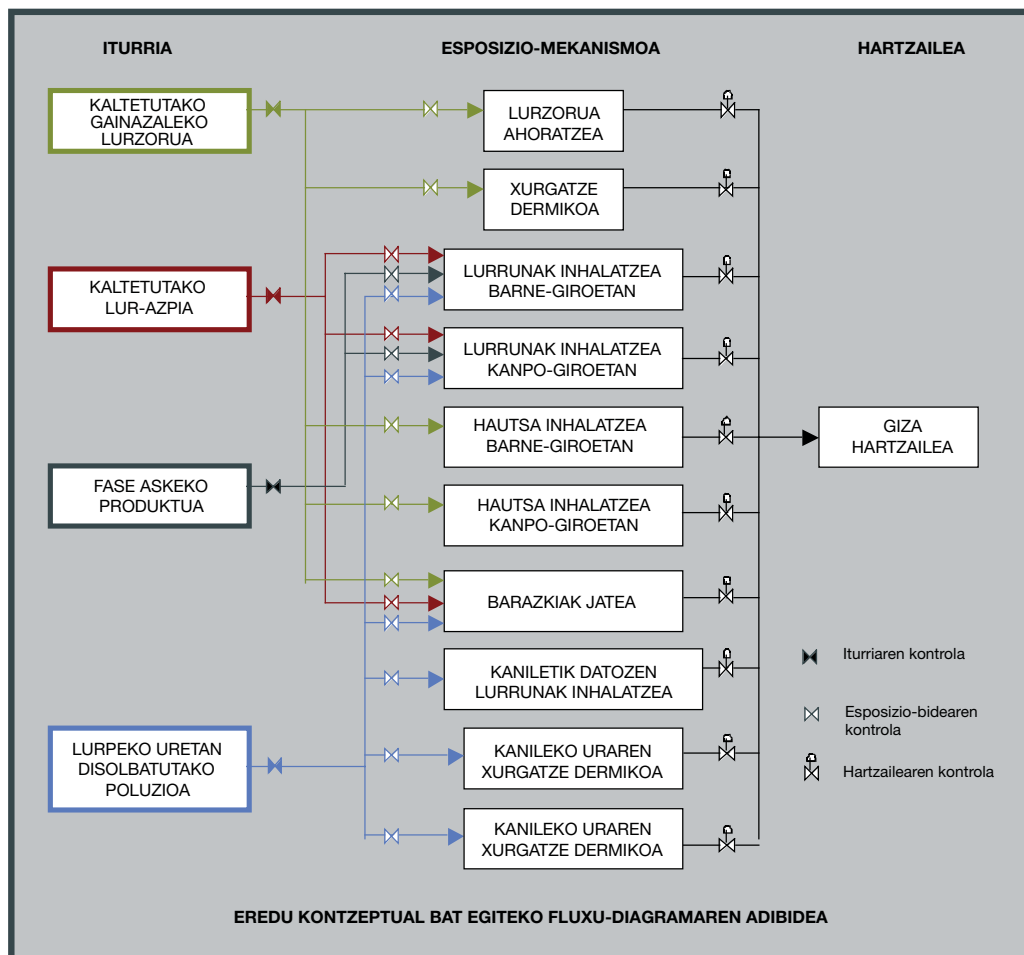 ITURRIA
ESPOSIZIO-MEKANISMOA
HARTZAILEA
KALTETUTAKO
GAINAZALEKO
LURZORUA
KALTETUTAKO
LUR-AZPIA
FASE ASKEKO
PRODUKTUA
LURPEKO URETAN
DISOLBATUTAKO
POLUZIOA
LURZORUA
AHORATZEA
XURGATZE
DERMIKOA
LURRUNAK INHALATZEA
BARNE-GIROETAN
LURRUNAK INHALATZEA
KANPO-GIROETAN
HAUTSA INHALATZEA
BARNE-GIROETAN
HAUTSA INHALATZEA
KANPO-GIROETAN
BARAZKIAK JATEA
KANILETIK DATOZEN
LURRUNAK INHALATZEA
KANILEKO URAREN
XURGATZE DERMIKOA
KANILEKO URAREN
XURGATZE DERMIKOA
GIZA
HARTZAILEA
Iturriaren kontrola
Esposizio-bidearen
kontrola
Hartzailearen kontrola
EREDU KONTZEPTUAL BAT EGITEKO FLUXU-DIAGRAMAREN ADIBIDEA